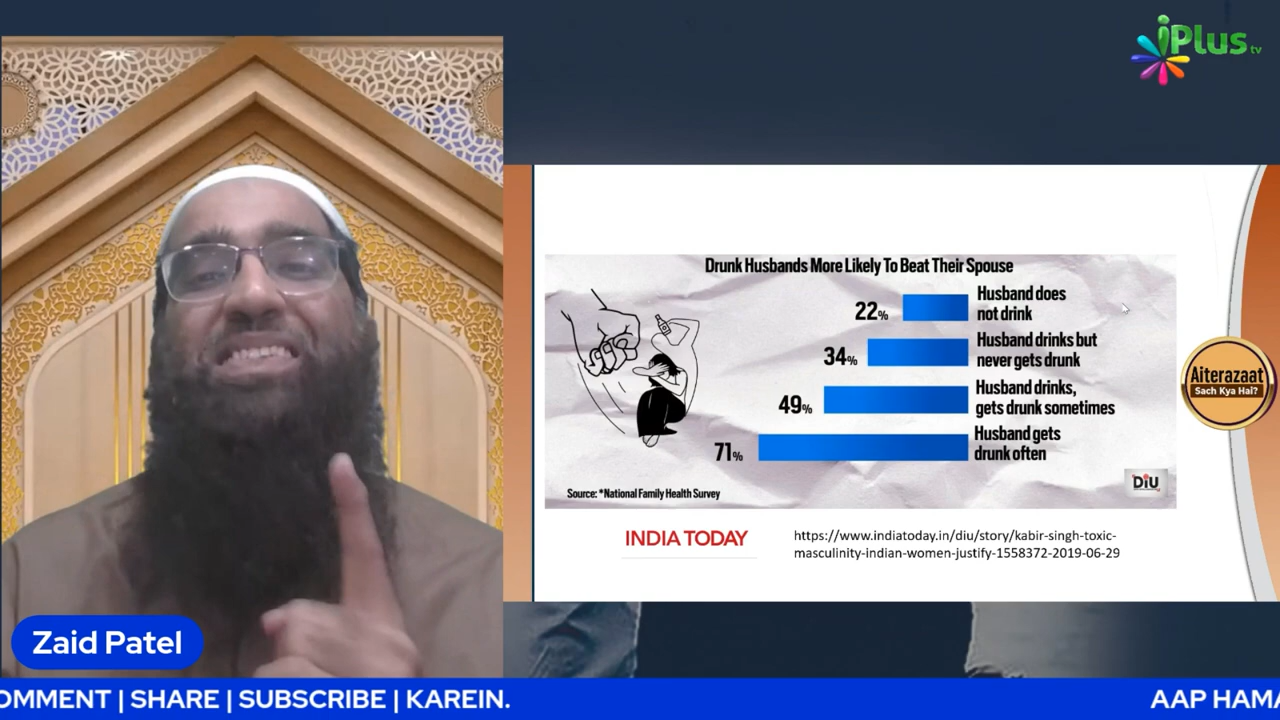 iPlus tv
Drunk Husbands More Likely To Beat Their Spouse
22%
Husband does
not drink
34%
Husband drinks but
never gets drunk
49%
Husband drinks,
gets drunk sometimes
71%
Husband gets
drunk often
Source: *National Family Health Survey
DiU
INDIA TODAY
https://www.indiatoday.in/diu/story/kabir-singh-toxic-
masculinity-indian-women-justify-1558372-2019-06-29
Aiterazaat
Sach Kya Hai?
Zaid Patel
OMMENT | SHARE | SUBSCRIBE | KAREIN.
AAP HAMA